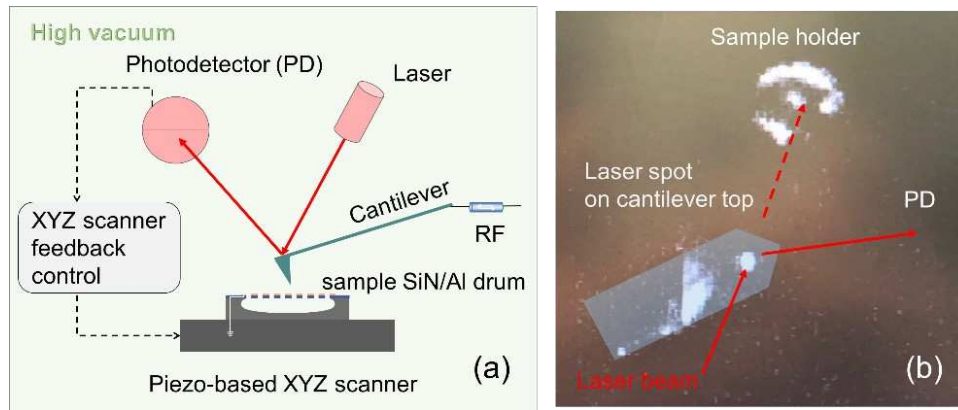 High vacuum
Photodetector (PD)
Laser
Cantilever
RF
XYZ scanner
feedback
control
sample SiN/Al drum
Piezo-based XYZ scanner
(a)
Sample holder
Laser spot
on cantilever top
PD
Laser beam
(b)